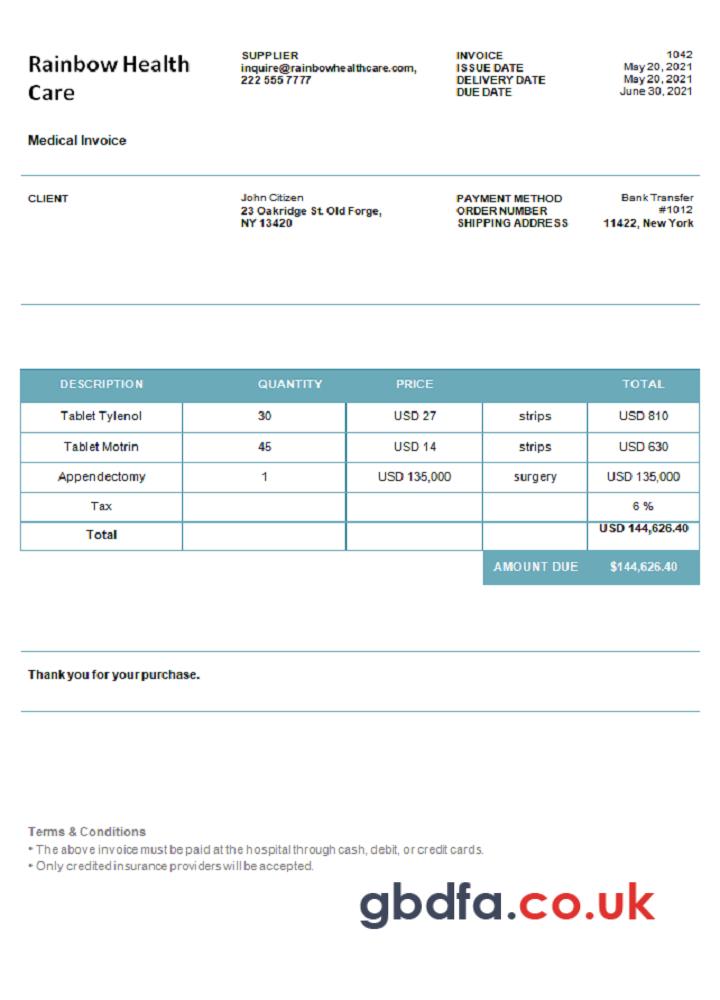 Rainbow Health
Care
SUPPLIER
inquire@rainbowhealthcare.com,
222 555 7777
INVOICE 1042
ISSUE DATE May 20, 2021
DELIVERY DATE May 20, 2021
DUE DATE June 30, 2021
Medical Invoice
CLIENT
John Citizen
23 Oakridge St. Old Forge,
NY 13420
PAYMENT METHOD Bank Transfer
ORDER NUMBER #1012
SHIPPING ADDRESS 11422, New York
DESCRIPTION QUANTITY PRICE TOTAL
Tablet Tylenol 30 USD 27 strips USD 810
Tablet Motrin 45 USD 14 strips USD 630
Appendectomy 1 USD 135,000 surgery USD 135,000
Tax 6 %
Total USD 144,626.40
AMOUNT DUE $144,626.40
Thank you for your purchase.
Terms & Conditions
• The above invoice must be paid at the hospital through cash, debit, or credit cards.
• Only credited insurance providers will be accepted.
gbdfa.co.uk